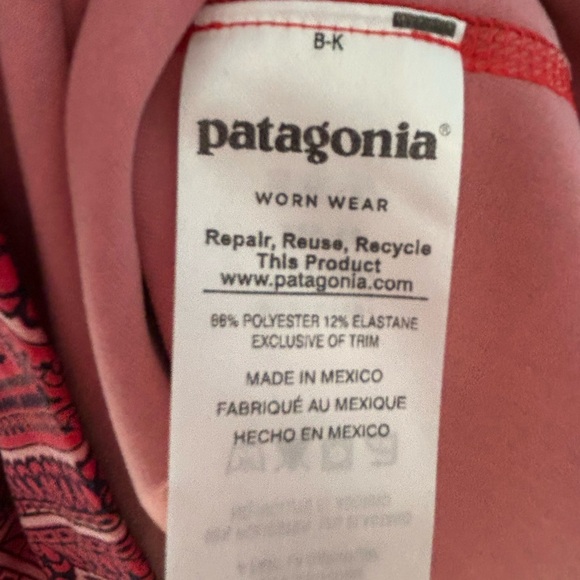 B-K
patagonia®
WORN WEAR
Repair, Reuse, Recycle
This Product
www.patagonia.com
88% POLYESTER 12% ELASTANE
EXCLUSIVE OF TRIM
MADE IN MEXICO
FABRIQUÉ AU MEXIQUE
HECHO EN MEXICO